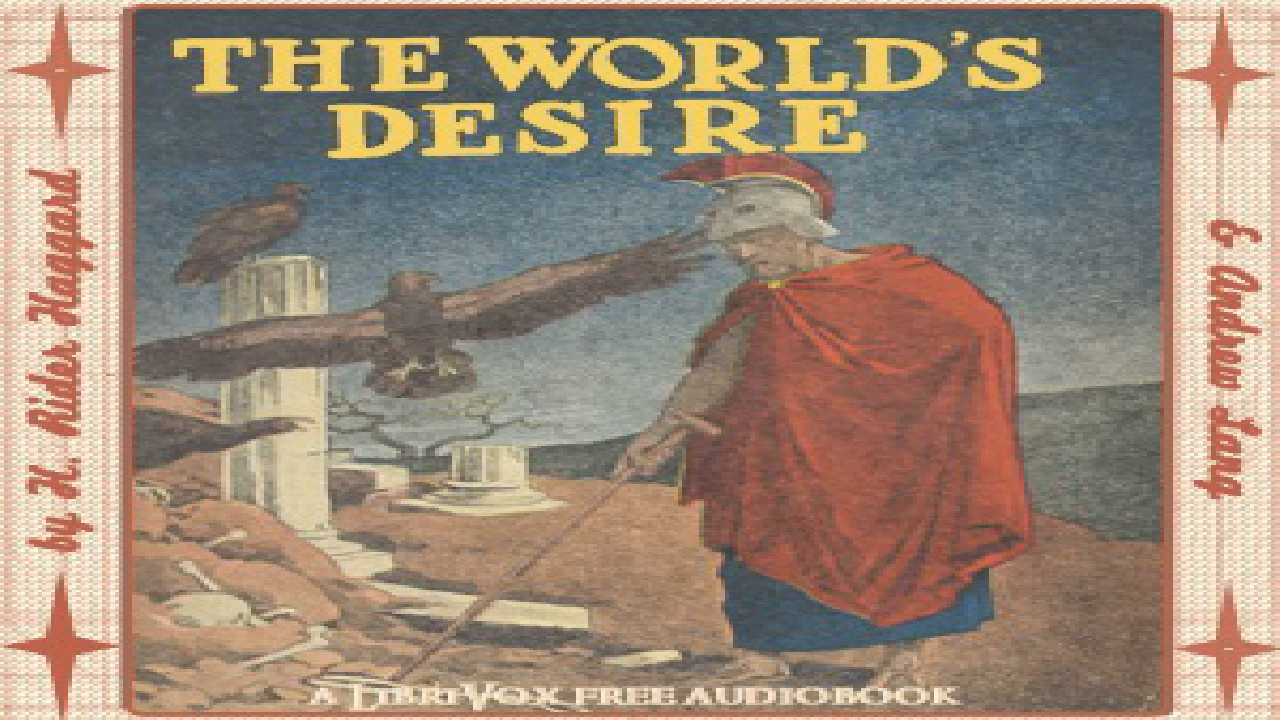 THE WORLD'S
DESIRE
by H. Rider Haggard
& Andrew Lang
A LIBRIVOX FREE AUDIOBOOK